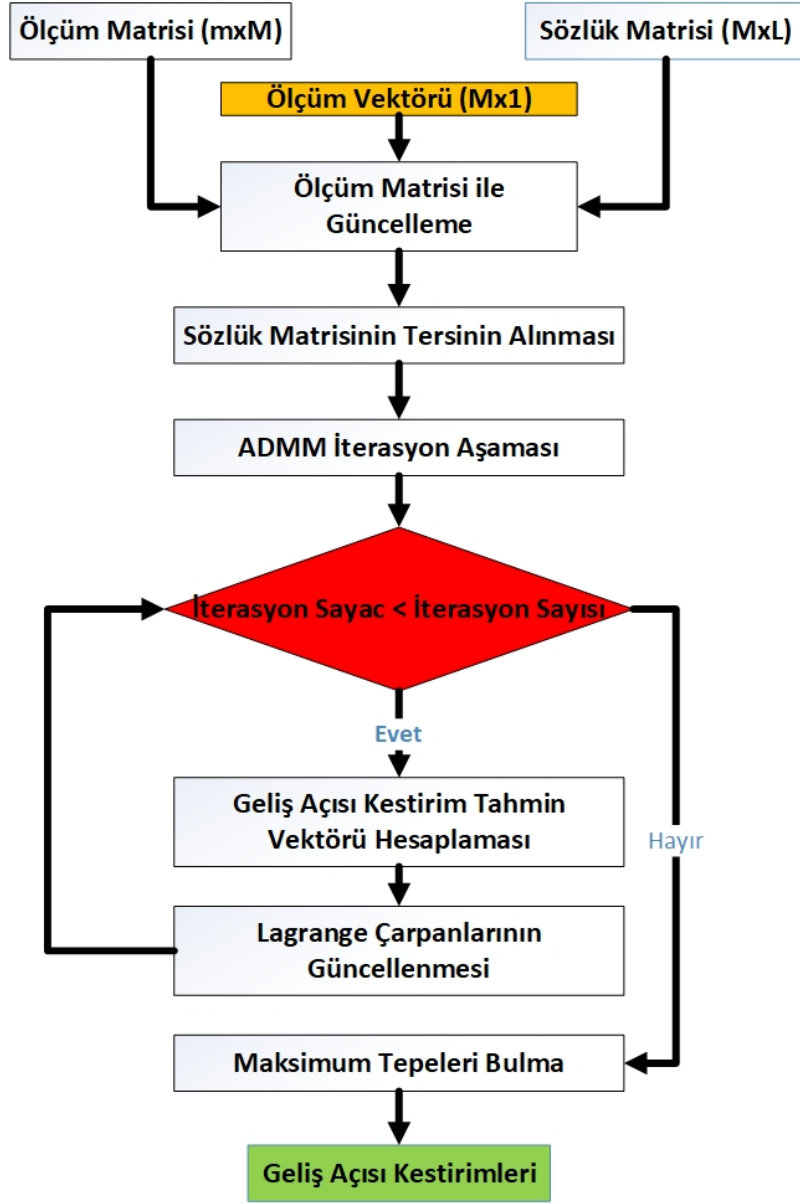 Ölçüm Matrisi (mxM)
Sözlük Matrisi (MxL)
Ölçüm Vektörü (Mx1)
Ölçüm Matrisi ile
Güncelleme
Sözlük Matrisinin Tersinin Alınması
ADMM İterasyon Aşaması
İterasyon Sayac < İterasyon Sayısı
Evet
Geliş Açısı Kestirim Tahmin
Vektörü Hesaplaması
Hayır
Lagrange Çarpanlarının
Güncellenmesi
Maksimum Tepeleri Bulma
Geliş Açısı Kestirimleri